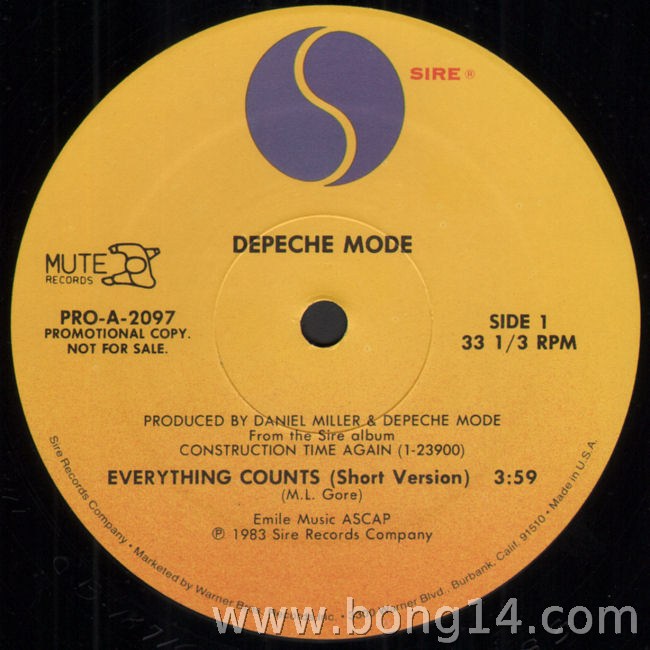 SIRE ®
DEPECHE MODE
MUTE
RECORDS
PRO-A-2097
PROMOTIONAL COPY.
NOT FOR SALE.
SIDE 1
33 1/3 RPM
PRODUCED BY DANIEL MILLER & DEPECHE MODE
From the Sire album
CONSTRUCTION TIME AGAIN (1-23900)
EVERYTHING COUNTS (Short Version) 3:59
(M.L. Gore)
Emile Music ASCAP
℗ 1983 Sire Records Company
Sire Records Company • Marketed by Warner Inc. • 3300 Warner Blvd., Burbank, Calif. 91510 • Made in U.S.A.
www.bong14.com